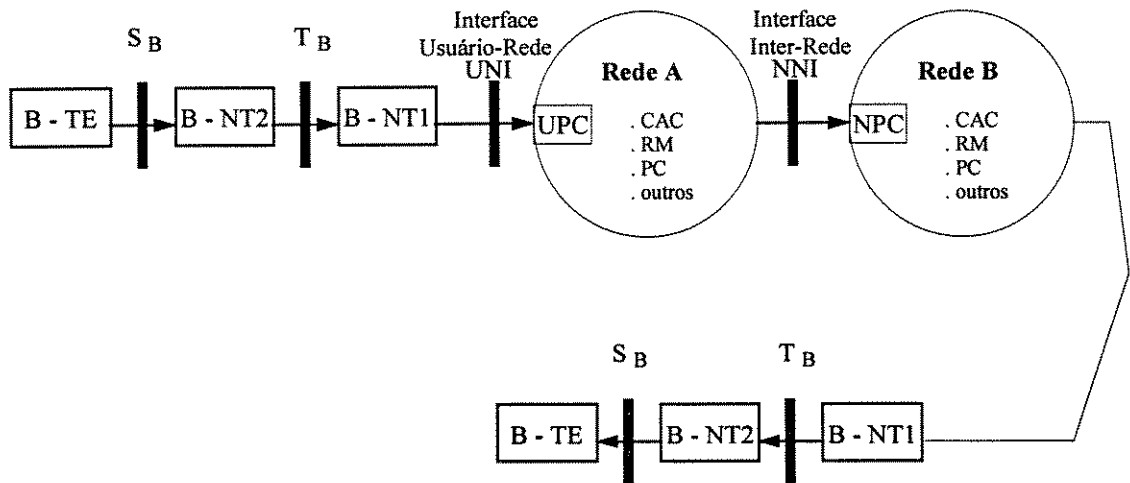 S B
T B
Interface
Usuário-Rede
UNI
Interface
Inter-Rede
NNI
Rede A
Rede B
B - TE
B - NT2
B - NT1
UPC
. CAC
. RM
. PC
. outros
NPC
. CAC
. RM
. PC
. outros
S B
T B
B - TE
B - NT2
B - NT1